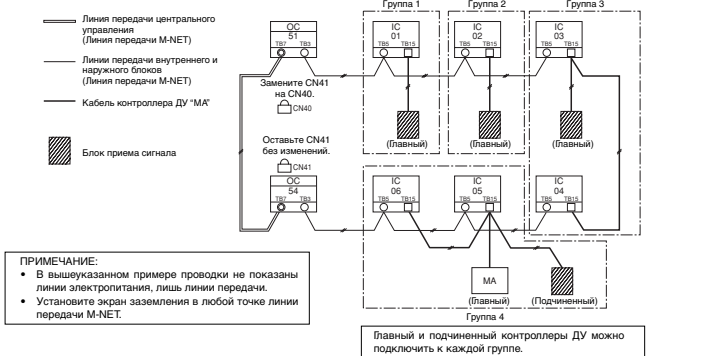 Группа 1
Группа 2
Группа 3
Линия передачи центрального
управления
(Линия передачи M-NET)
Линии передачи внутреннего и
наружного блоков
(Линия передачи M-NET)
Кабель контроллера ДУ “МА”
Блок приема сигнала
OC
51
TB7
TB3
IC
01
TB5
TB15
IC
02
TB5
TB15
IC
03
TB5
TB15
Замените CN41
на CN40.
CN40
(Главный)
(Главный)
(Главный)
Оставьте CN41
без изменений.
CN41
OC
54
TB7
TB3
IC
06
TB5
TB15
IC
05
TB5
TB15
IC
04
TB5
TB15
MA
(Главный)
(Подчиненный)
Группа 4
ПРИМЕЧАНИЕ:
• В вышеуказанном примере проводки не показаны
линии электропитания, лишь линии передачи.
• Установите экран заземления в любой точке линии
передачи M-NET.
Главный и подчиненный контроллеры ДУ можно
подключить к каждой группе.